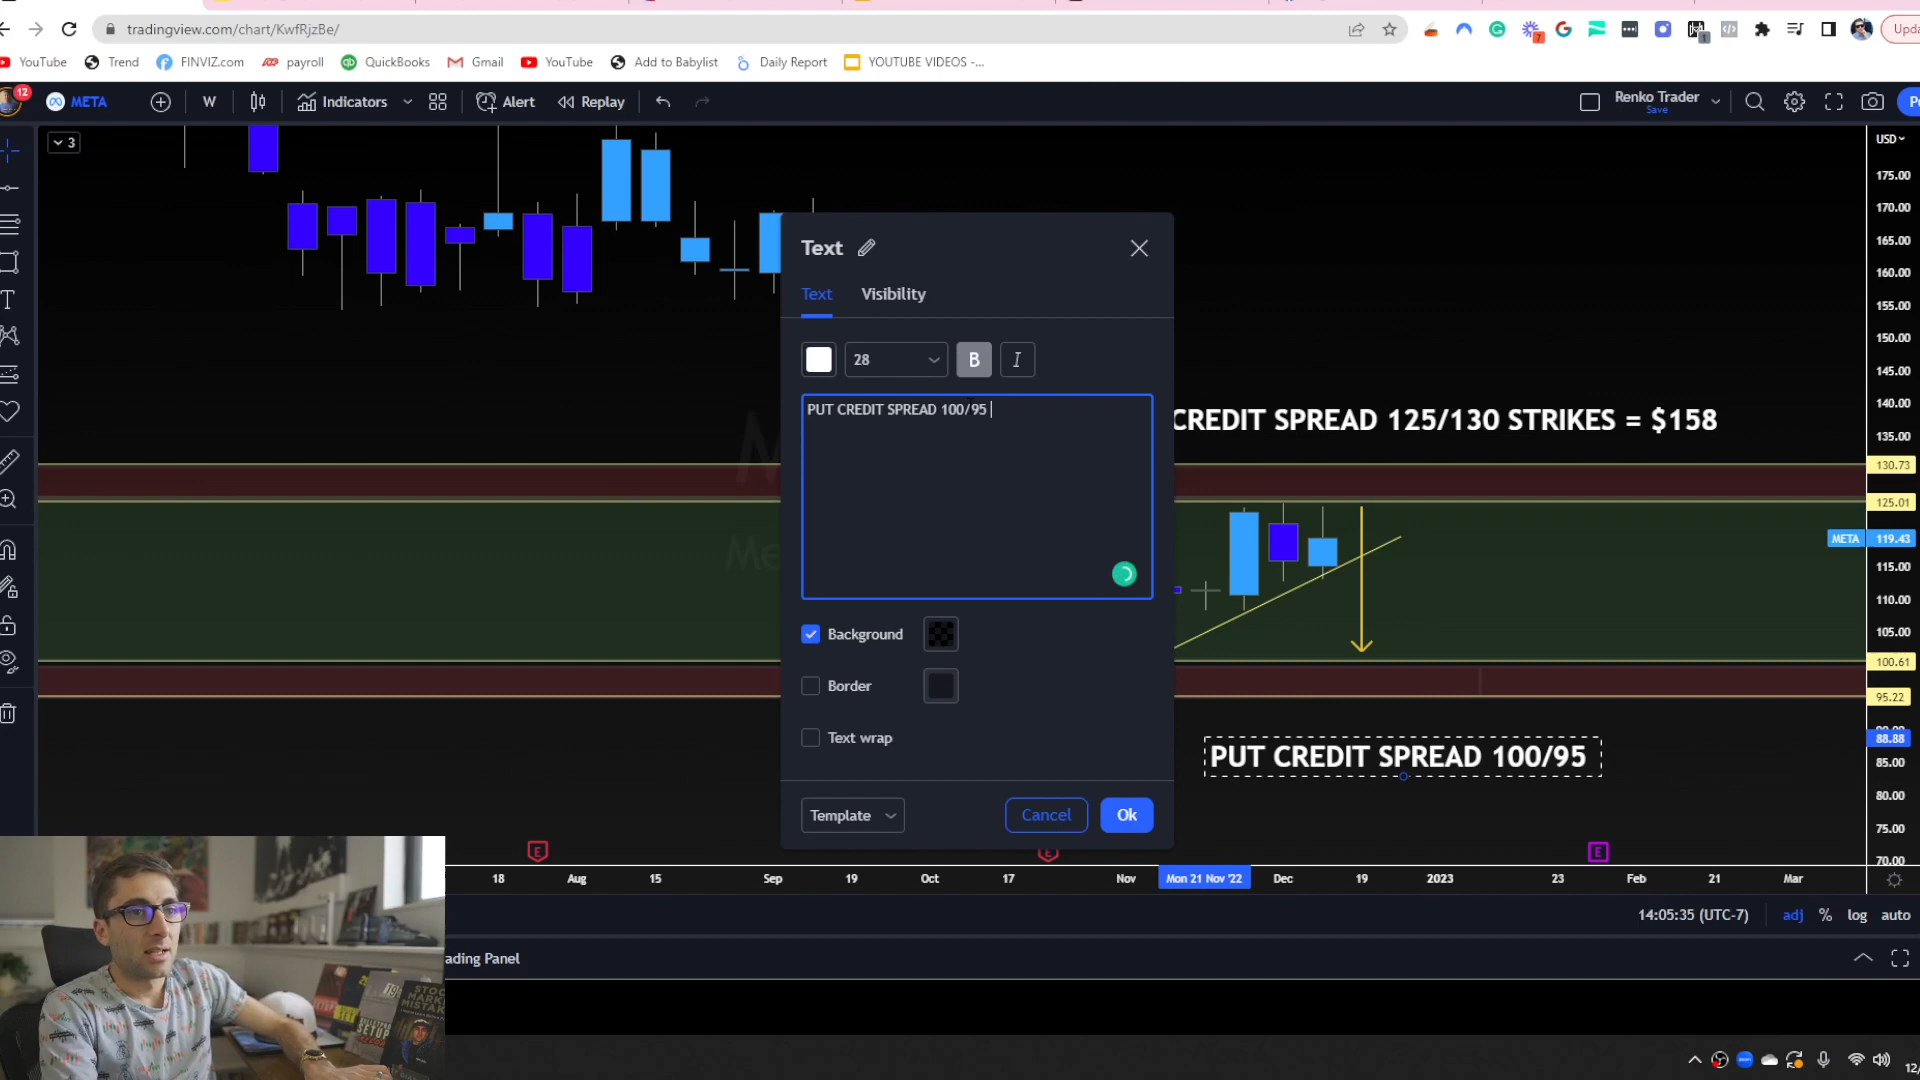 tradingview.com/chart/KwfRjzBe/
YouTube
Trend
FINVIZ.com
payroll
QuickBooks
Gmail
YouTube
Add to Babylist
Daily Report
YOUTUBE VIDEOS -...
12
META
W
Indicators
Alert
Replay
Renko Trader
Save
3
USD
175.00
170.00
165.00
160.00
155.00
150.00
145.00
140.00
135.00
130.73
125.01
META 119.43
115.00
110.00
105.00
100.61
95.22
88.88
85.00
80.00
75.00
70.00
Text
Text
Visibility
28
B
I
PUT CREDIT SPREAD 100/95
Background
Border
Text wrap
Template
Cancel
Ok
CREDIT SPREAD 125/130 STRIKES = $158
PUT CREDIT SPREAD 100/95
E
E
E
18
Aug
15
Sep
19
Oct
17
Nov
Mon 21 Nov '22
Dec
19
2023
23
Feb
21
Mar
14:05:35 (UTC-7)
adj
%
log
auto
ading Panel
STOCK
MARKET
MISTAK
SETUP